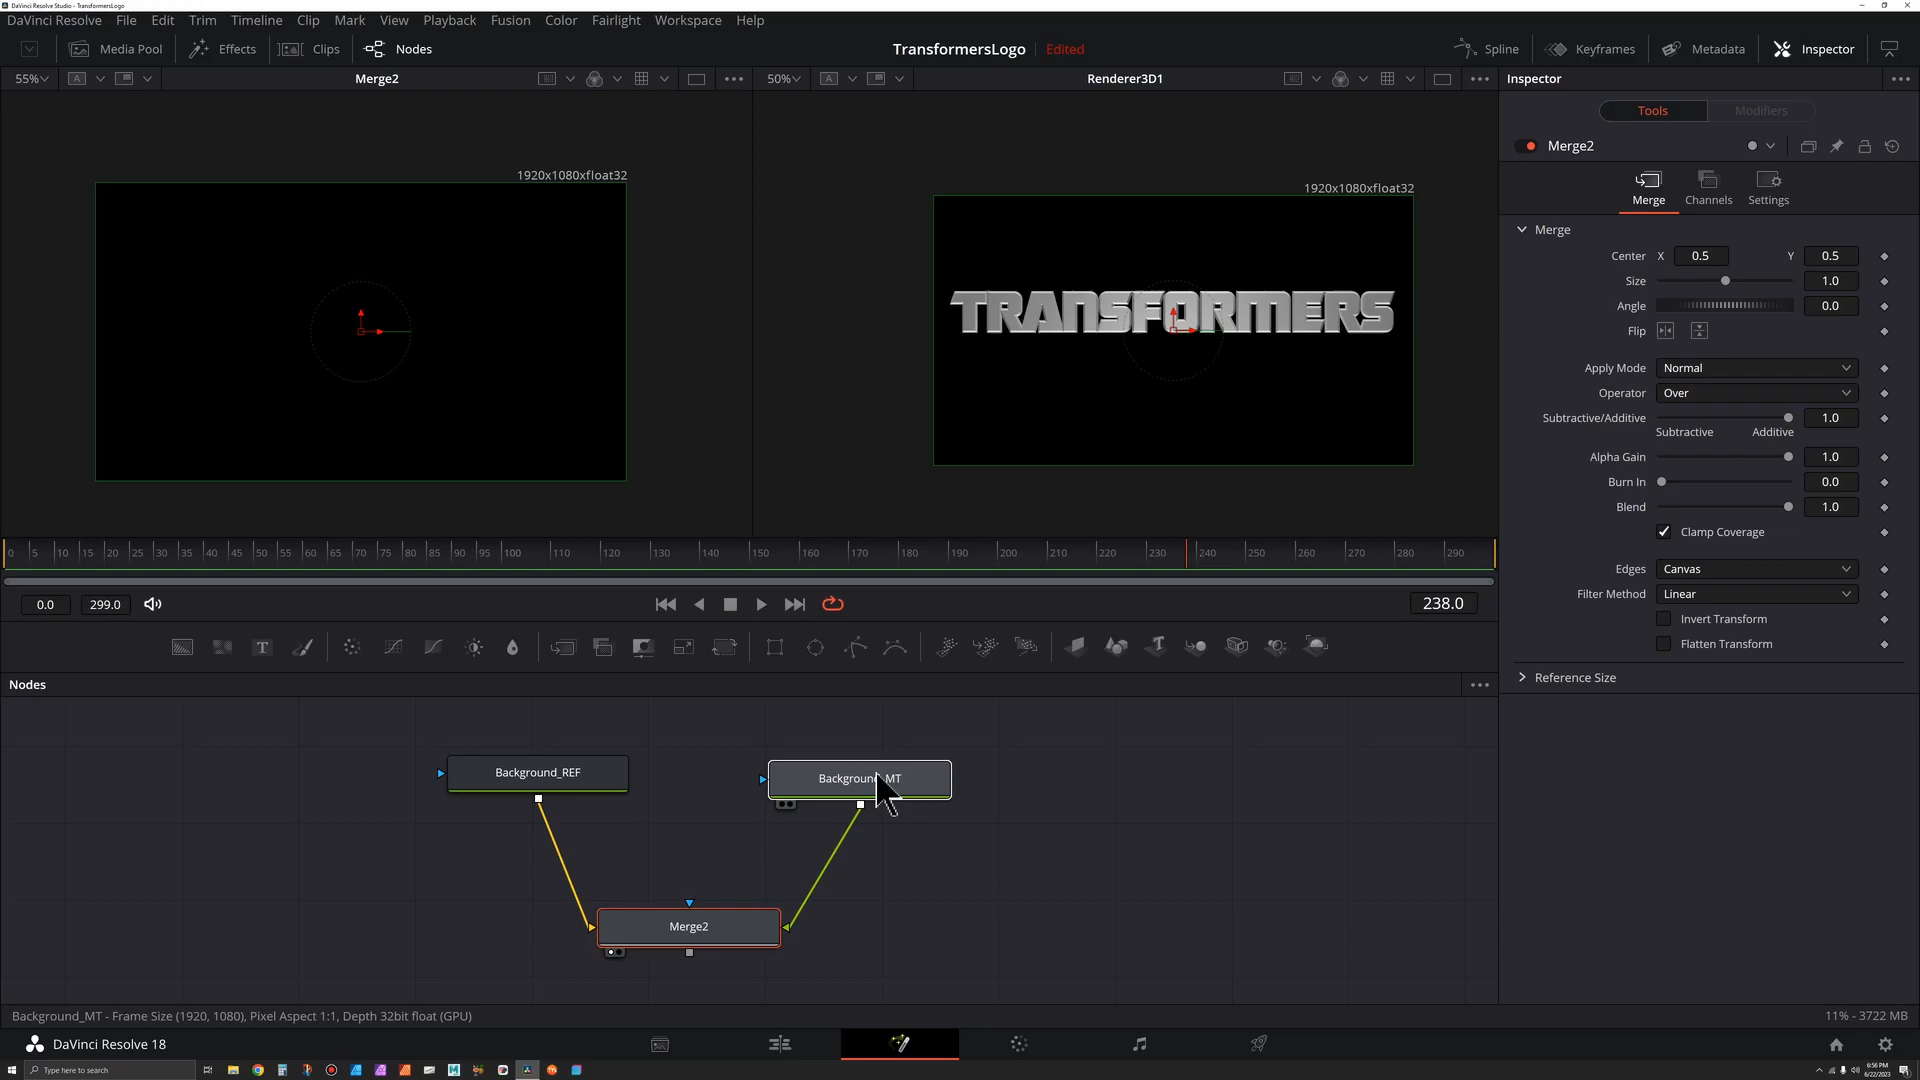 DaVinci Resolve Studio - TransformersLogo
DaVinci Resolve File Edit Trim Timeline Clip Mark View Playback Fusion Color Fairlight Workspace Help
Media Pool Effects Clips Nodes TransformersLogo Edited Spline Keyframes Metadata Inspector
55% A Merge2 50% A Renderer3D1 Inspector
Tools Modifiers
Merge2
1920x1080xfloat32 1920x1080xfloat32
Merge Channels Settings
Merge
Center X 0.5 Y 0.5
Size 1.0
Angle 0.0
TRANSFORMERS
Flip
Apply Mode Normal
Operator Over
Subtractive/Additive 1.0
Subtractive Additive
Alpha Gain 1.0
Burn In 0.0
Blend 1.0
Clamp Coverage
0 5 10 15 20 25 30 35 40 45 50 55 60 65 70 75 80 85 90 95 100 110 120 130 140 150 160 170 180 190 200 210 220 230 240 250 260 270 280 290
Edges Canvas
Filter Method Linear
0.0 299.0 238.0
Invert Transform
Flatten Transform
Reference Size
Nodes
Background_REF Background_MT
Merge2
Background_MT - Frame Size (1920, 1080), Pixel Aspect 1:1, Depth 32bit float (GPU) 11% - 3722 MB
DaVinci Resolve 18
Type here to search
6:56 PM
6/22/2023